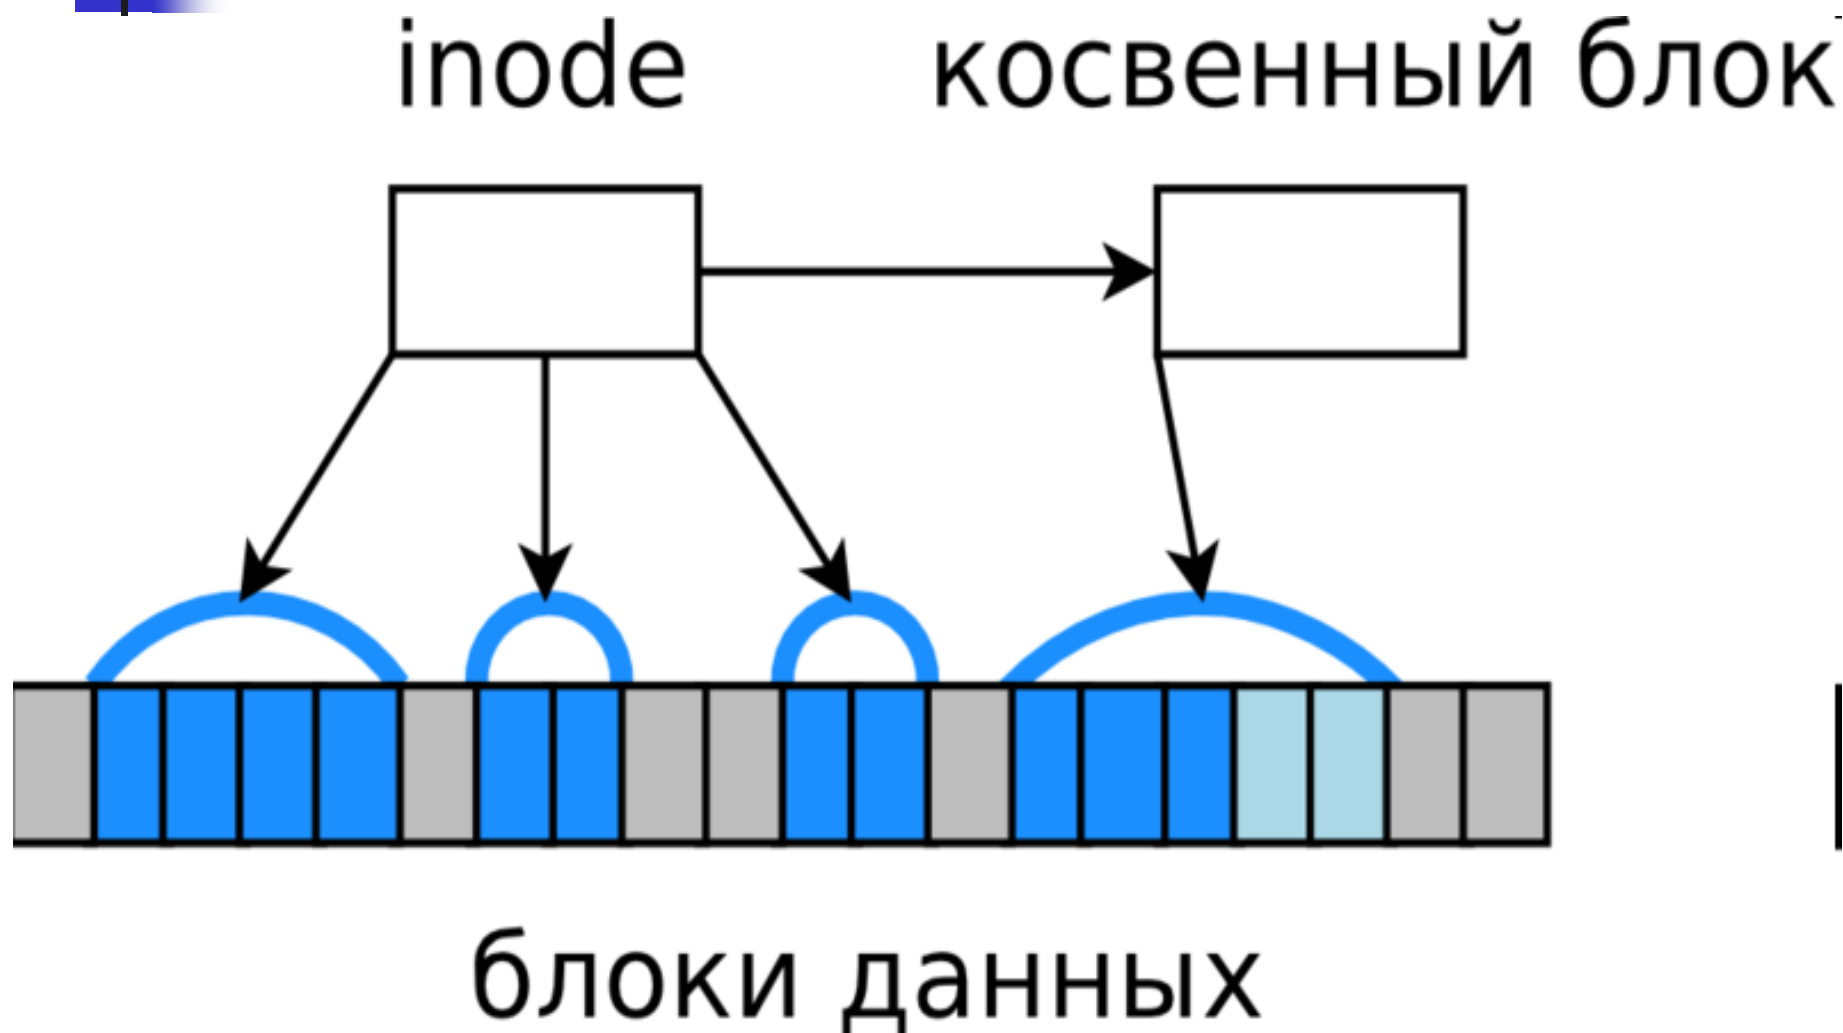 inode
косвенный блок
блоки данных